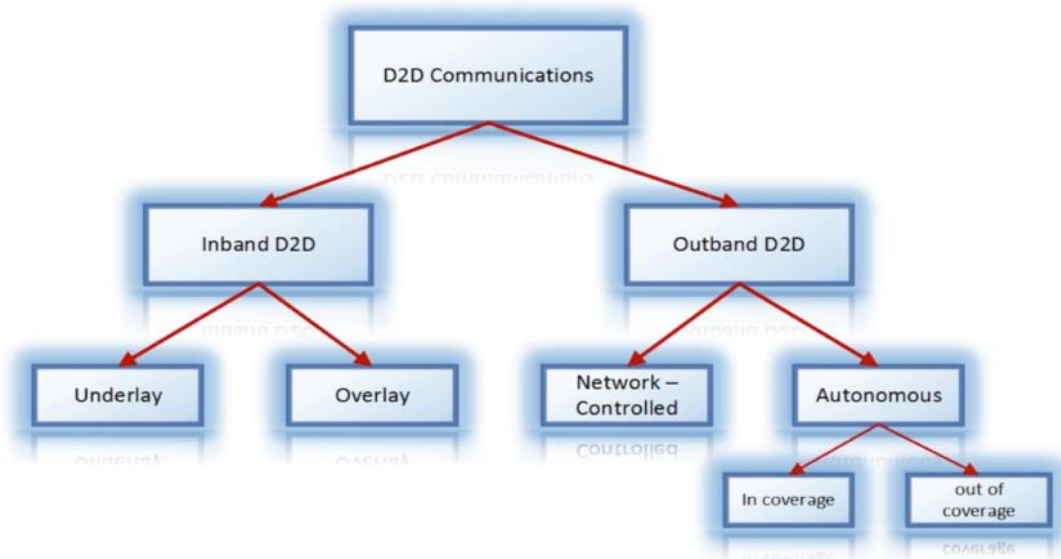 D2D Communications
Inband D2D
Outband D2D
Underlay
Overlay
Network –
Controlled
Autonomous
In coverage
out of
coverage